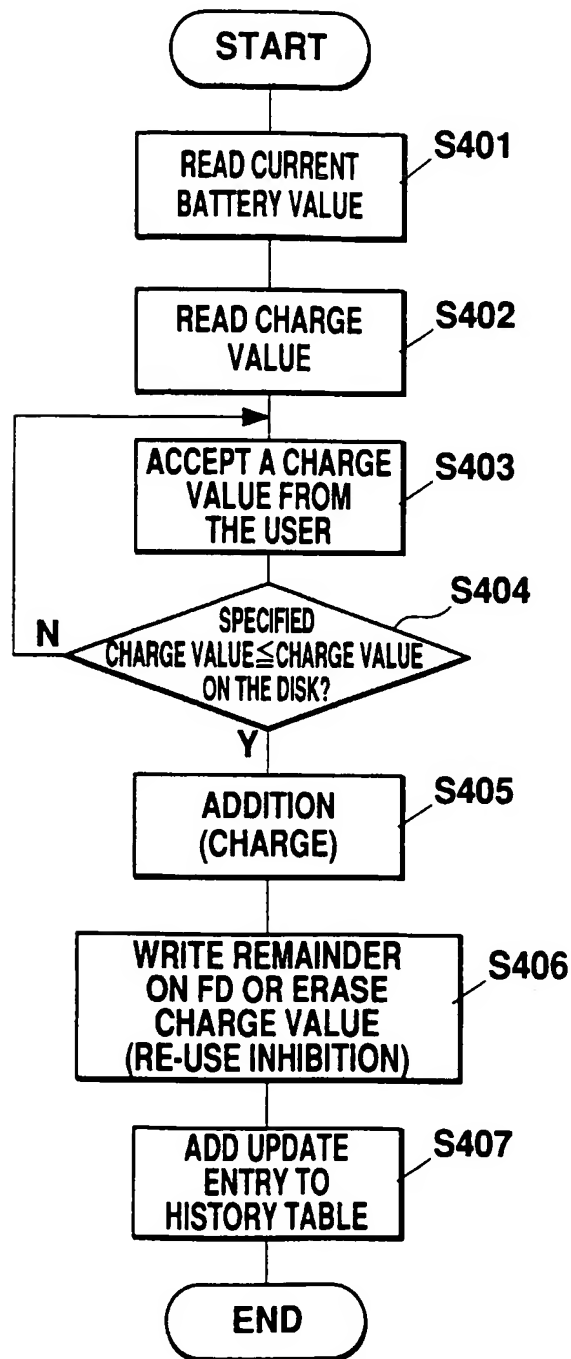 START
S401
READ CURRENT
BATTERY VALUE
S402
READ CHARGE
VALUE
S403
ACCEPT A CHARGE
VALUE FROM
THE USER
S404
N
SPECIFIED
CHARGE VALUE≦CHARGE VALUE
ON THE DISK?
Y
S405
ADDITION
(CHARGE)
S406
WRITE REMAINDER
ON FD OR ERASE
CHARGE VALUE
(RE-USE INHIBITION)
S407
ADD UPDATE
ENTRY TO
HISTORY TABLE
END